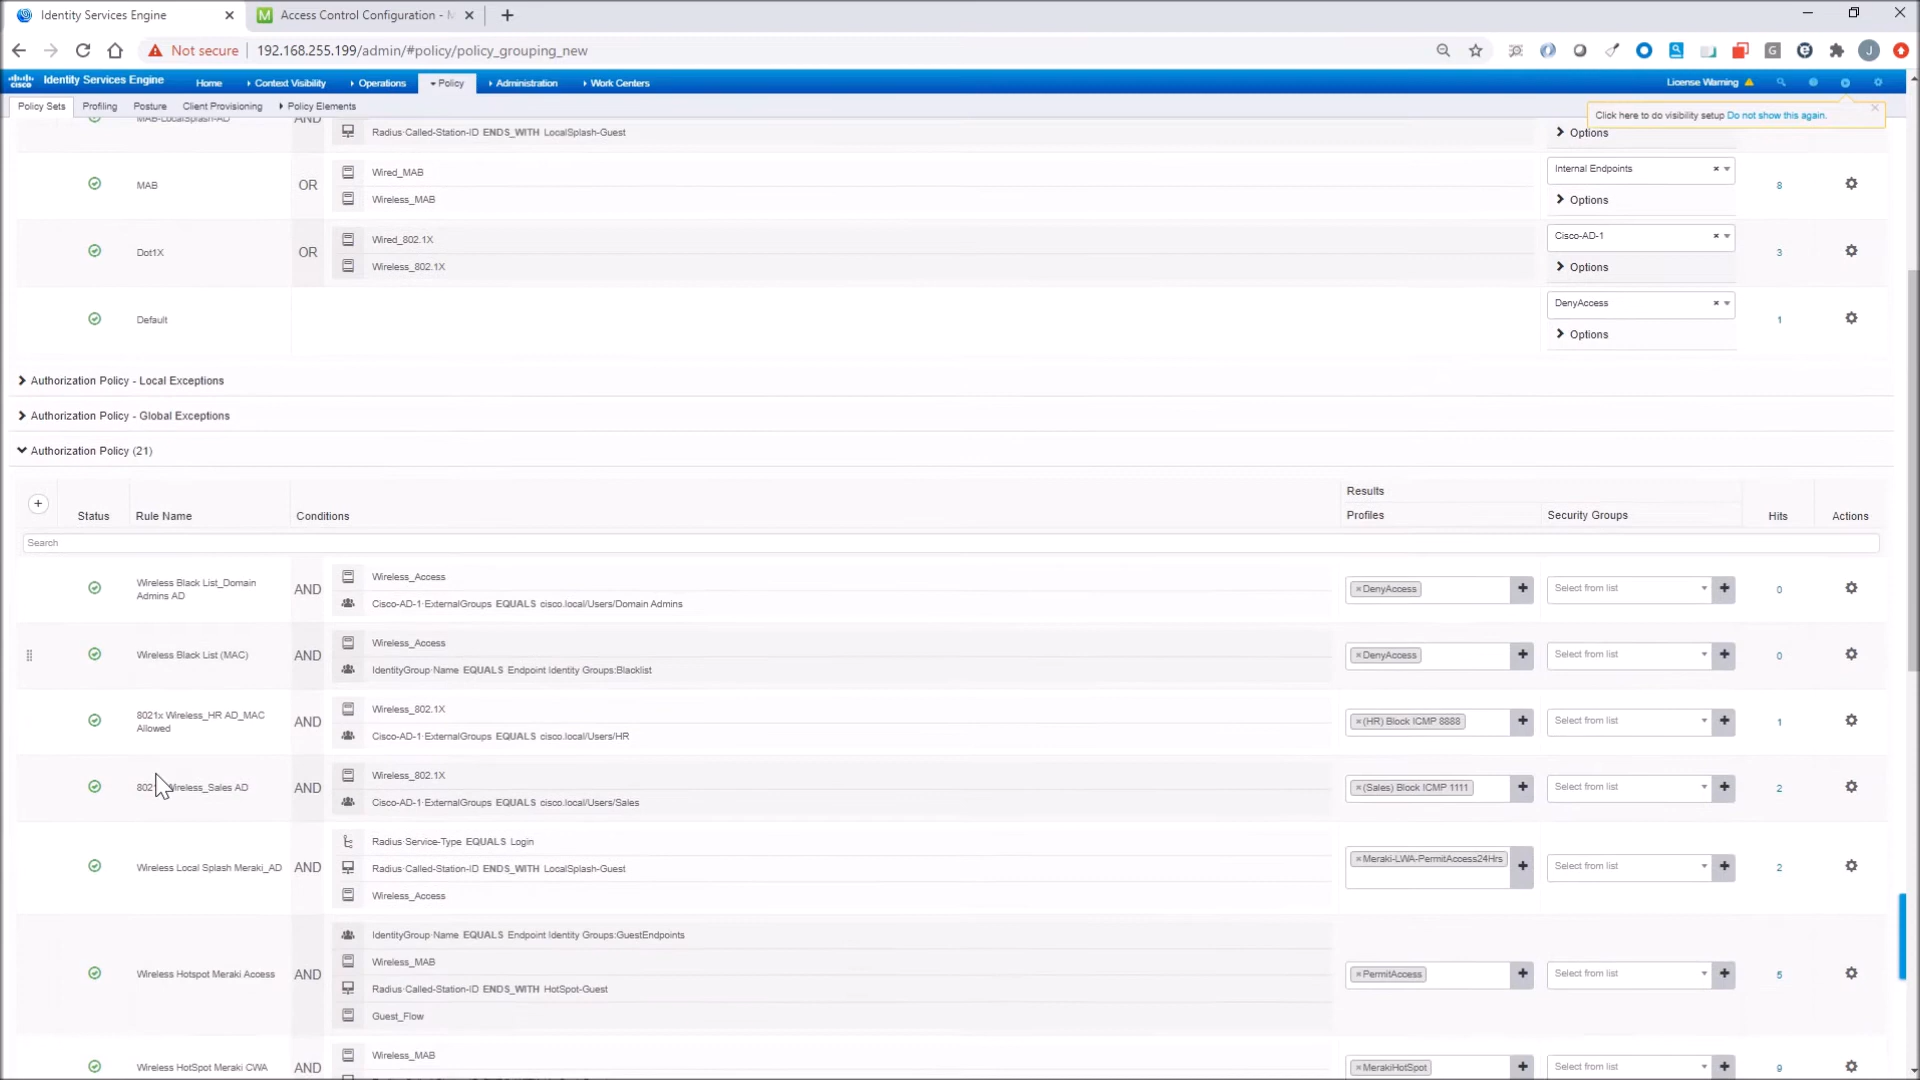 Identity Services Engine
Access Control Configuration - M
Not secure
192.168.255.199/admin/#policy/policy_grouping_new
Identity Services Engine
Home
Context Visibility
Operations
Policy
Administration
Work Centers
License Warning
Policy Sets
Profiling
Posture
Client Provisioning
Policy Elements
Click here to do visibility setup Do not show this again.
MAB-LocalSplash-AD
AND
Radius·Called-Station-ID ENDS_WITH LocalSplash-Guest
Options
MAB
OR
Wired_MAB
Wireless_MAB
Internal Endpoints
Options
8
Dot1X
OR
Wired_802.1X
Wireless_802.1X
Cisco-AD-1
Options
3
Default
DenyAccess
Options
1
Authorization Policy - Local Exceptions
Authorization Policy - Global Exceptions
Authorization Policy (21)
Results
Status
Rule Name
Conditions
Profiles
Security Groups
Hits
Actions
Search
Wireless Black List_Domain
Admins AD
AND
Wireless_Access
Cisco-AD-1·ExternalGroups EQUALS cisco.local/Users/Domain Admins
×DenyAccess
Select from list
0
Wireless Black List (MAC)
AND
Wireless_Access
IdentityGroup·Name EQUALS Endpoint Identity Groups:Blacklist
×DenyAccess
Select from list
0
8021x Wireless_HR AD_MAC
Allowed
AND
Wireless_802.1X
Cisco-AD-1·ExternalGroups EQUALS cisco.local/Users/HR
×(HR) Block ICMP 8888
Select from list
1
Wireless_Sales AD
AND
Wireless_802.1X
Cisco-AD-1·ExternalGroups EQUALS cisco.local/Users/Sales
×(Sales) Block ICMP 1111
Select from list
2
Wireless Local Splash Meraki_AD
AND
Radius·Service-Type EQUALS Login
Radius·Called-Station-ID ENDS_WITH LocalSplash-Guest
Wireless_Access
×Meraki-LWA-PermitAccess24Hrs
Select from list
2
Wireless Hotspot Meraki Access
AND
IdentityGroup·Name EQUALS Endpoint Identity Groups:GuestEndpoints
Wireless_MAB
Radius·Called-Station-ID ENDS_WITH HotSpot-Guest
Guest_Flow
×PermitAccess
Select from list
5
Wireless HotSpot Meraki CWA
AND
Wireless_MAB
×MerakiHotSpot
Select from list
9